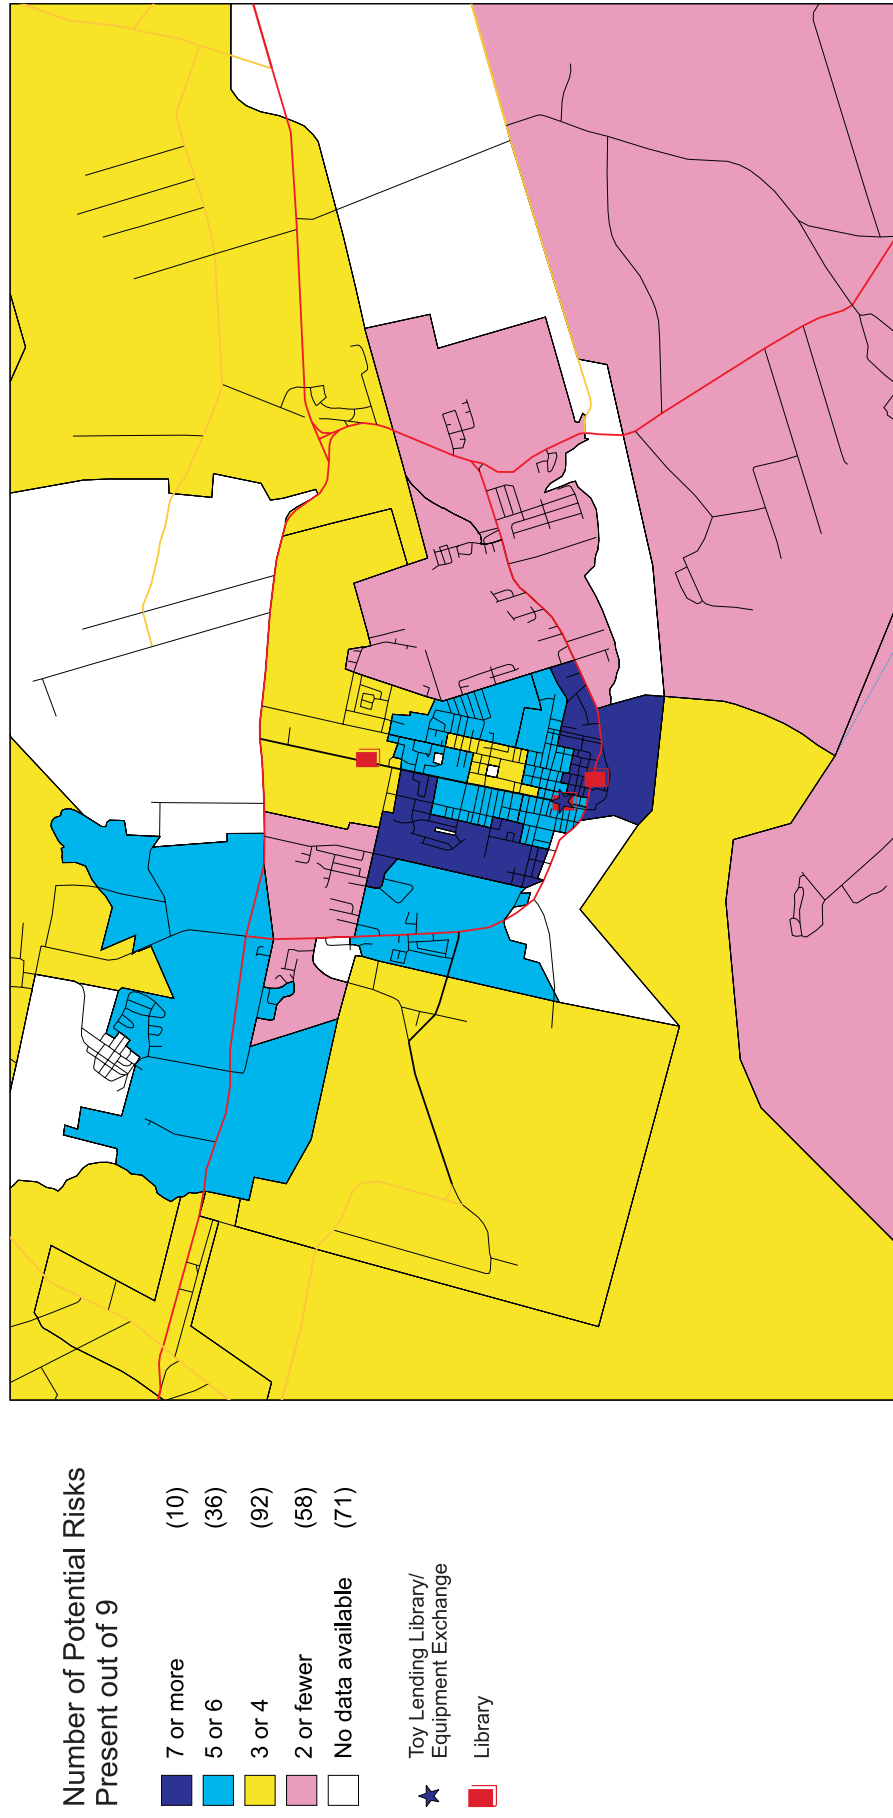 Number of Potential Risks
Present out of 9
7 or more (10)
5 or 6 (36)
3 or 4 (92)
2 or fewer (58)
No data available (71)
Toy Lending Library/
Equipment Exchange
Library